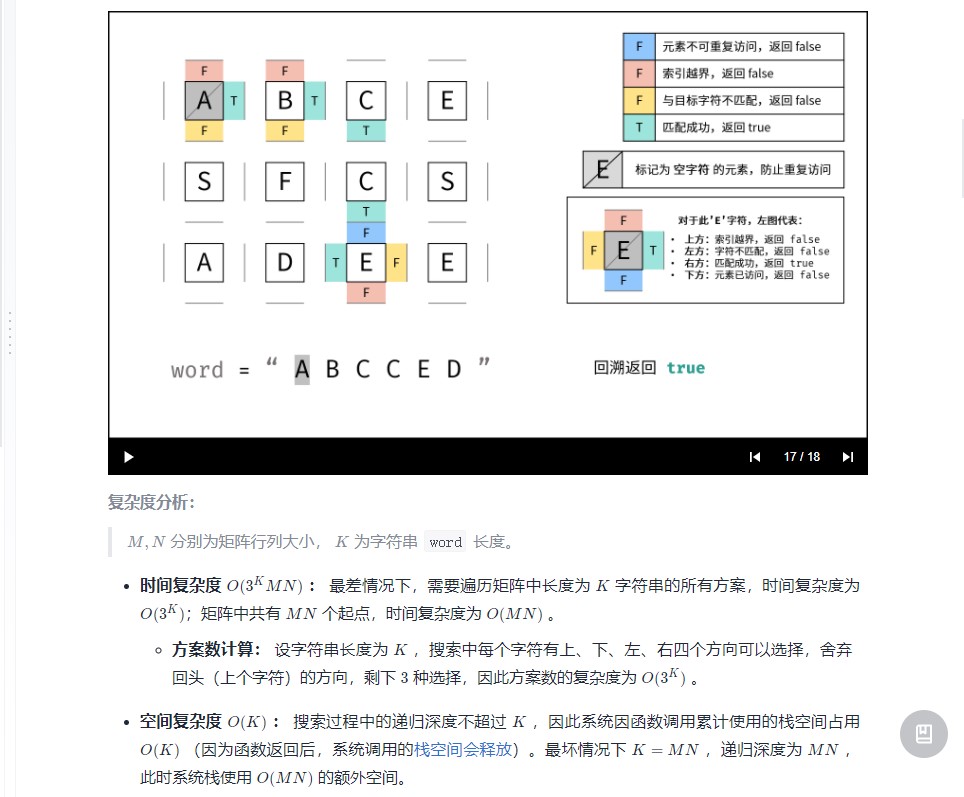 F 元素不可重复访问，返回 false
F 索引越界，返回 false
F 与目标字符不匹配，返回 false
T 匹配成功，返回 true
E 标记为 空字符 的元素，防止重复访问
F
F E T
F
对于此'E'字符，左图代表：
• 上方：索引越界，返回 false
• 左方：字符不匹配，返回 false
• 右方：匹配成功，返回 true
• 下方：元素已访问，返回 false
F F
A T B T C E
F F T
S F C S
T
F
A D T E F E
F
word = “ A B C C E D ”
回溯返回 true
17 / 18
复杂度分析：
M, N 分别为矩阵行列大小， K 为字符串 word 长度。
• 时间复杂度 O(3^K MN)： 最差情况下，需要遍历矩阵中长度为 K 字符串的所有方案，时间复杂度为
O(3^K)；矩阵中共有 MN 个起点，时间复杂度为 O(MN) 。
◦ 方案数计算： 设字符串长度为 K ，搜索中每个字符有上、下、左、右四个方向可以选择，舍弃
回头（上个字符）的方向，剩下 3 种选择，因此方案数的复杂度为 O(3^K) 。
• 空间复杂度 O(K)： 搜索过程中的递归深度不超过 K ，因此系统因函数调用累计使用的栈空间占用
O(K) （因为函数返回后，系统调用的栈空间会释放）。最坏情况下 K = MN ，递归深度为 MN ，
此时系统栈使用 O(MN) 的额外空间。